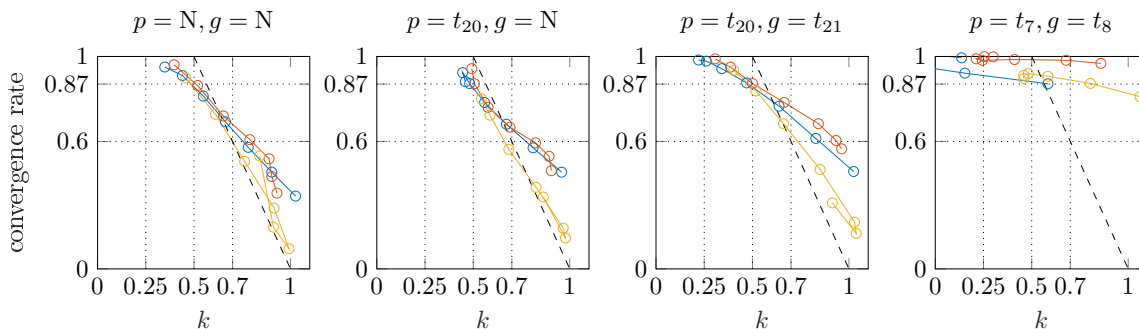 p = N, g = N
p = t₂₀, g = N
p = t₂₀, g = t₂₁
p = t₇, g = t₈
convergence rate
1
0.87
0.6
0
0 0.25 0.5 0.7 1
k
1
0.87
0.6
0
0 0.25 0.5 0.7 1
k
1
0.87
0.6
0
0 0.25 0.5 0.7 1
k
1
0.87
0.6
0
0 0.25 0.5 0.7 1
k